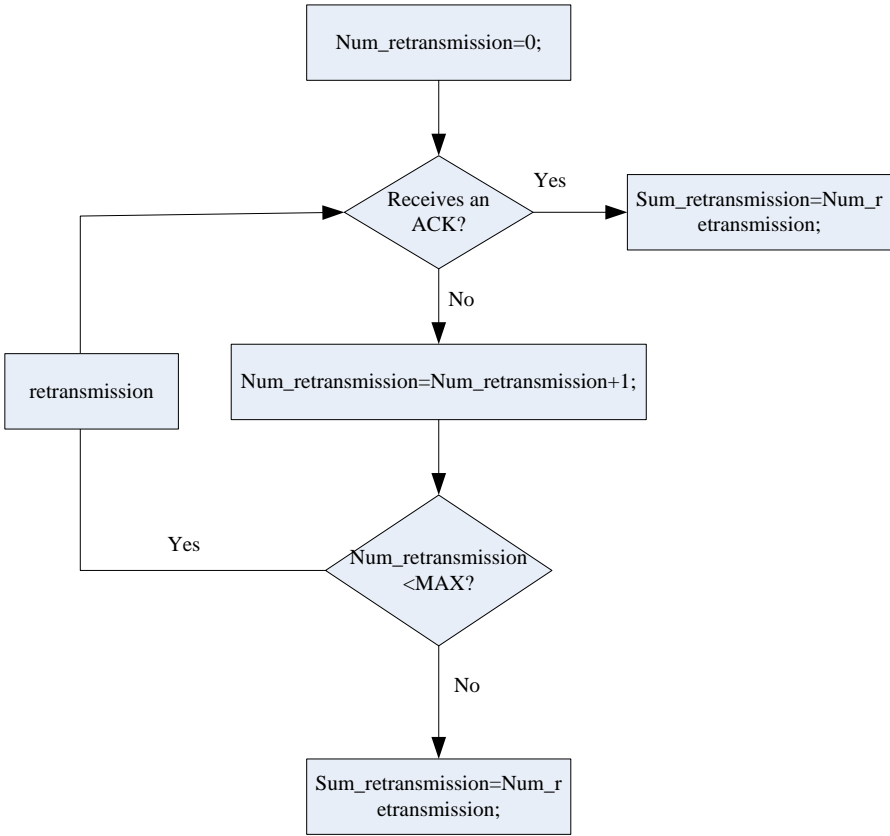 Num_retransmission=0;
Receives an
ACK?
Yes
Sum_retransmission=Num_r
etransmission;
No
Num_retransmission=Num_retransmission+1;
retransmission
Num_retransmission
<MAX?
Yes
No
Sum_retransmission=Num_r
etransmission;